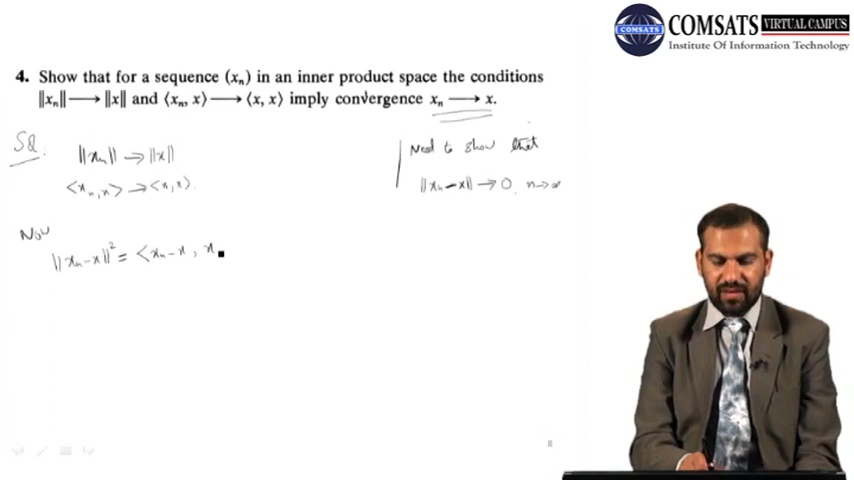 COMSATS VIRTUAL CAMPUS
Institute Of Information Technology
4. Show that for a sequence (xₙ) in an inner product space the conditions
‖xₙ‖ ⟶ ‖x‖ and ⟨xₙ, x⟩ ⟶ ⟨x, x⟩ imply convergence xₙ ⟶ x.
Need to show that
‖xₙ‖ → ‖x‖
⟨xₙ, x⟩ → ⟨x, x⟩.
‖xₙ – x‖ → 0, n → ∞
Now
‖xₙ – x‖² = ⟨xₙ – x, x
8